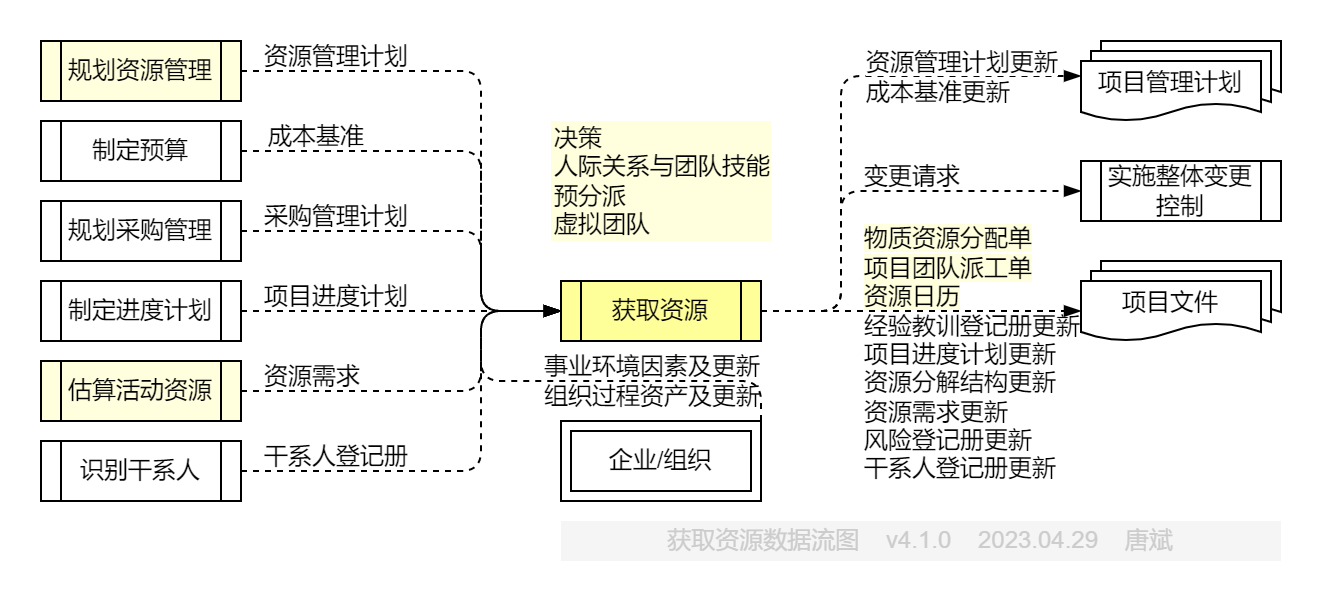 规划资源管理
资源管理计划
制定预算
成本基准
规划采购管理
采购管理计划
制定进度计划
项目进度计划
估算活动资源
资源需求
识别干系人
干系人登记册
决策
人际关系与团队技能
预分派
虚拟团队
获取资源
事业环境因素及更新
组织过程资产及更新
企业/组织
资源管理计划更新
成本基准更新
项目管理计划
变更请求
实施整体变更
控制
物质资源分配单
项目团队派工单
资源日历
经验教训登记册更新
项目进度计划更新
资源分解结构更新
资源需求更新
风险登记册更新
干系人登记册更新
项目文件
获取资源数据流图 v4.1.0 2023.04.29 唐斌